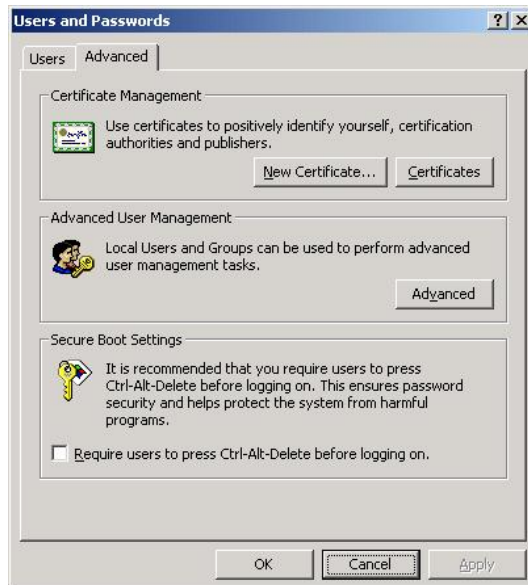 Users and Passwords
Users
Advanced
Certificate Management
Use certificates to positively identify yourself, certification
authorities and publishers.
New Certificate...
Certificates
Advanced User Management
Local Users and Groups can be used to perform advanced
user management tasks.
Advanced
Secure Boot Settings
It is recommended that you require users to press
Ctrl-Alt-Delete before logging on. This ensures password
security and helps protect the system from harmful
programs.
Require users to press Ctrl-Alt-Delete before logging on.
OK
Cancel
Apply